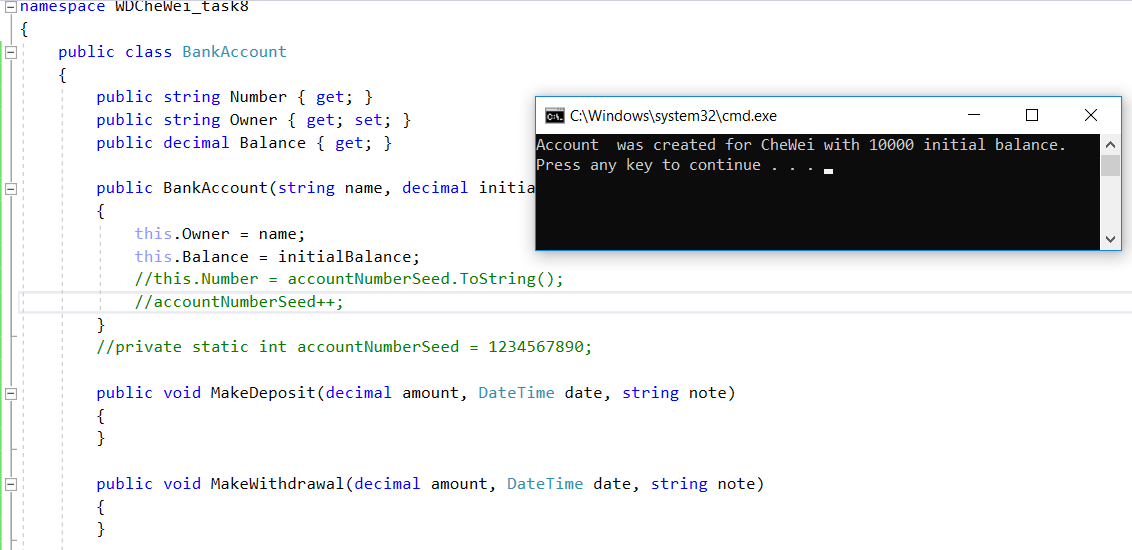 namespace WDCheWei_task8
{
public class BankAccount
{
public string Number { get; }
public string Owner { get; set; }
public decimal Balance { get; }
public BankAccount(string name, decimal initia
{
this.Owner = name;
this.Balance = initialBalance;
//this.Number = accountNumberSeed.ToString();
//accountNumberSeed++;
}
//private static int accountNumberSeed = 1234567890;
public void MakeDeposit(decimal amount, DateTime date, string note)
{
}
public void MakeWithdrawal(decimal amount, DateTime date, string note)
{
}
C:\Windows\system32\cmd.exe
Account  was created for CheWei with 10000 initial balance.
Press any key to continue . . .